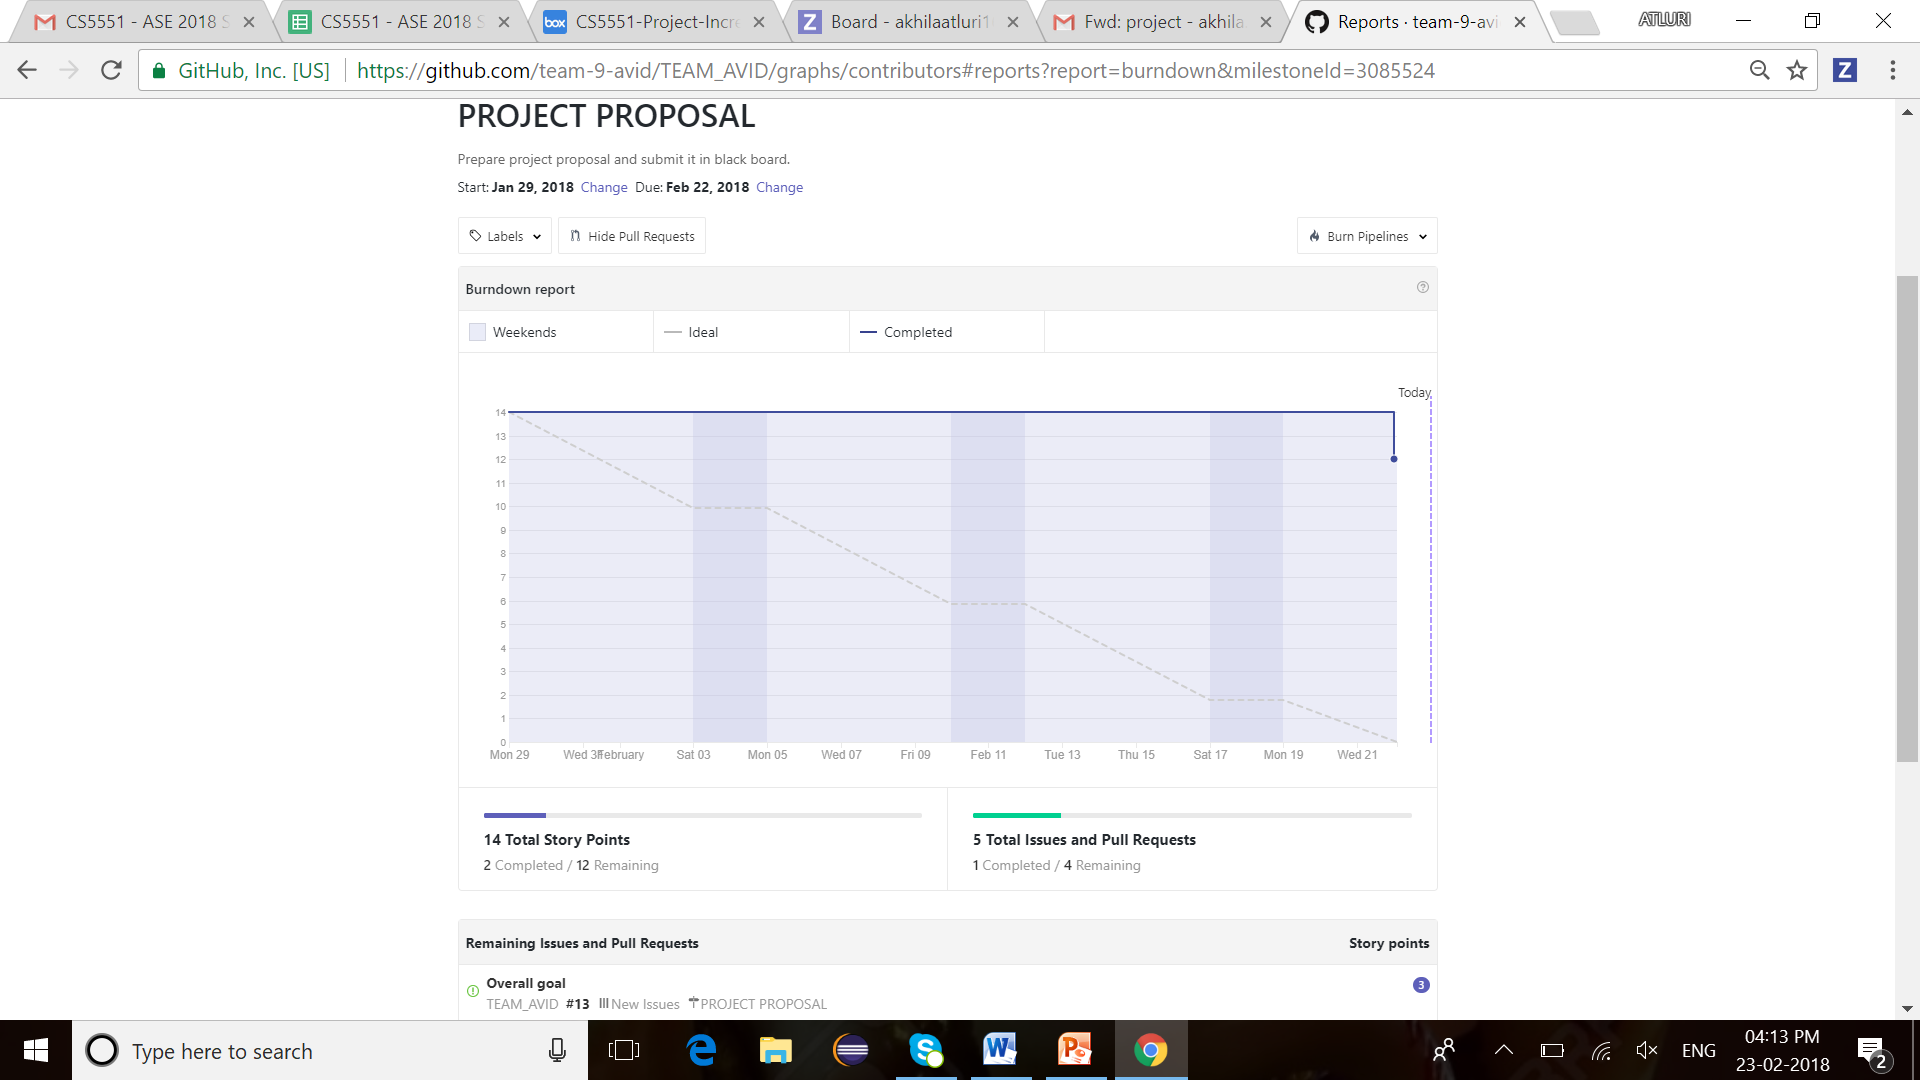 CS5551 - ASE 2018 S
CS5551 - ASE 2018 S
box CS5551-Project-Incre
Z Board - akhilaatluri1
Fwd: project - akhila
Reports · team-9-avi
ATLURI
GitHub, Inc. [US] https://github.com/team-9-avid/TEAM_AVID/graphs/contributors#reports?report=burndown&milestoneId=3085524
Z
PROJECT PROPOSAL
Prepare project proposal and submit it in black board.
Start: Jan 29, 2018 Change Due: Feb 22, 2018 Change
Labels Hide Pull Requests Burn Pipelines
Burndown report
Weekends Ideal Completed
Today
14
13
12
11
10
9
8
7
6
5
4
3
2
1
0
Mon 29 Wed 31 February Sat 03 Mon 05 Wed 07 Fri 09 Feb 11 Tue 13 Thu 15 Sat 17 Mon 19 Wed 21
14 Total Story Points
2 Completed / 12 Remaining
5 Total Issues and Pull Requests
1 Completed / 4 Remaining
Remaining Issues and Pull Requests Story points
Overall goal 3
TEAM_AVID #13 New Issues PROJECT PROPOSAL
Type here to search
ENG
04:13 PM
23-02-2018
2